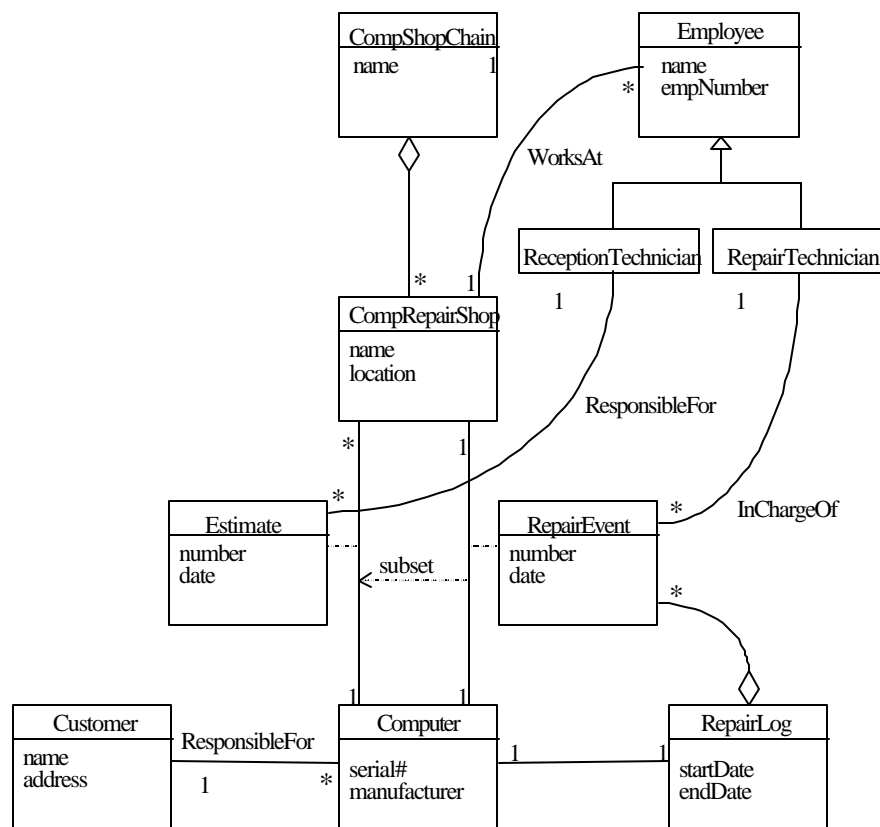 CompShopChain
name 1
Employee
name
empNumber
*
WorksAt
ReceptionTechnician
RepairTechnician
* 1
1
1
CompRepairShop
name
location
ResponsibleFor
* 1
*
Estimate
number
date
subset
RepairEvent
number
date
*
InChargeOf
*
1 1
Customer
name
address
ResponsibleFor
1 *
Computer
serial#
manufacturer
1 1
RepairLog
startDate
endDate